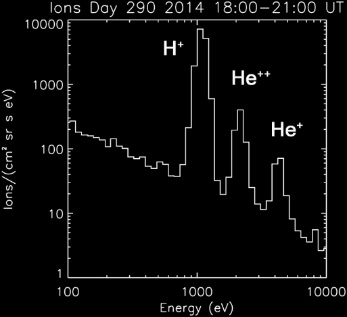 Ions Day 290 2014 18:00−21:00 UT
10000
1000
100
10
1
Ions/(cm² sr s eV)
H⁺
He⁺⁺
He⁺
100
1000
10000
Energy (eV)